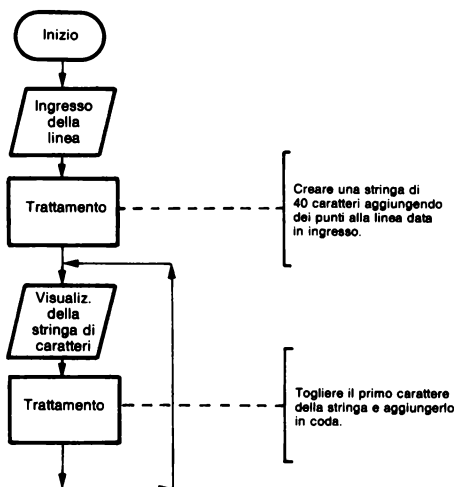 Inizio
Ingresso
della
linea
Trattamento
Creare una stringa di
40 caratteri aggiungendo
dei punti alla linea data
in ingresso.
Visualiz.
della
stringa di
caratteri
Trattamento
Togliere il primo carattere
della stringa e aggiungerlo
in coda.